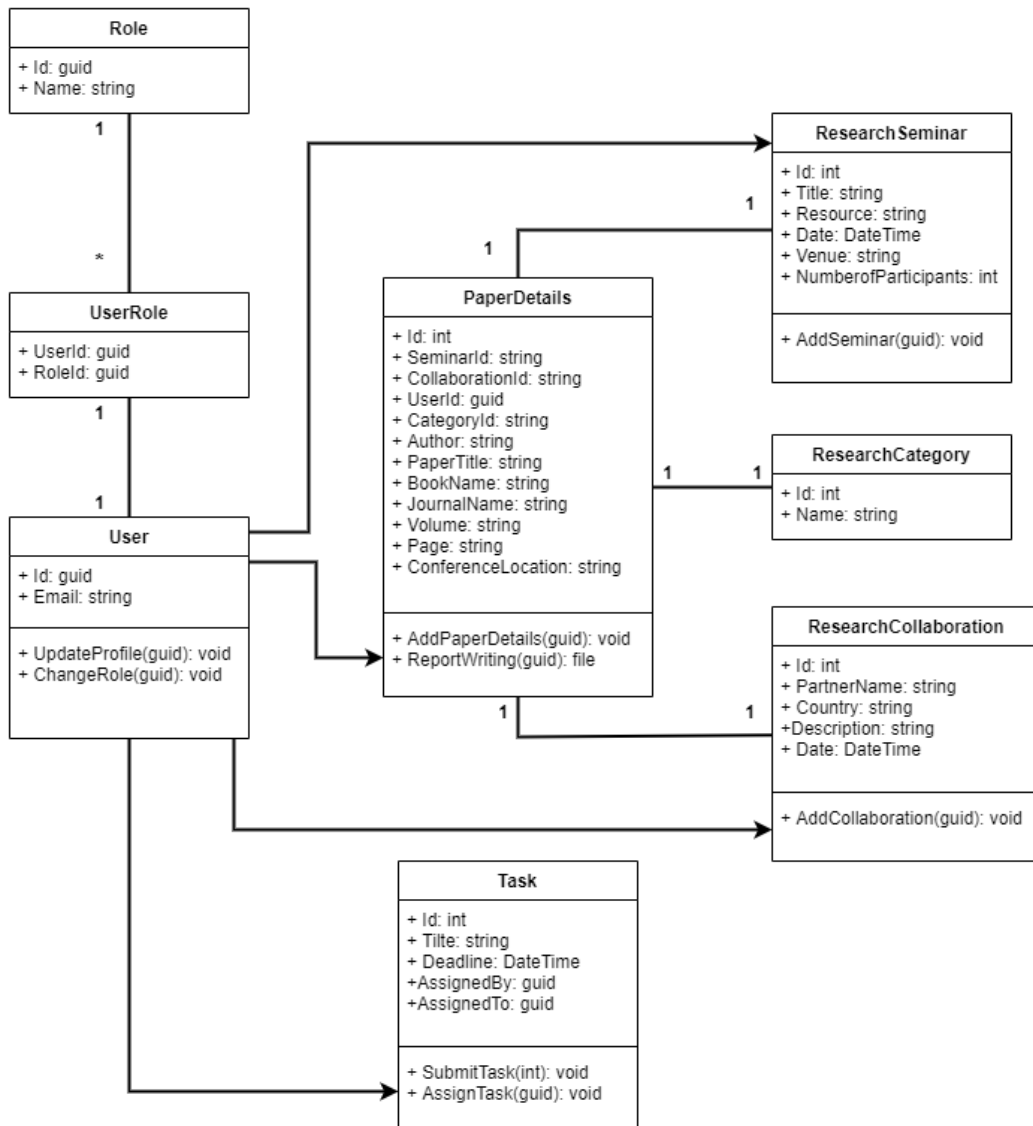 Role
+ Id: guid
+ Name: string
1
*
UserRole
+ UserId: guid
+ RoleId: guid
1
1
User
+ Id: guid
+ Email: string
+ UpdateProfile(guid): void
+ ChangeRole(guid): void
ResearchSeminar
+ Id: int
+ Title: string
+ Resource: string
+ Date: DateTime
+ Venue: string
+ NumberofParticipants: int
+ AddSeminar(guid): void
1
1
PaperDetails
+ Id: int
+ SeminarId: string
+ CollaborationId: string
+ UserId: guid
+ CategoryId: string
+ Author: string
+ PaperTitle: string
+ BookName: string
+ JournalName: string
+ Volume: string
+ Page: string
+ ConferenceLocation: string
+ AddPaperDetails(guid): void
+ ReportWriting(guid): file
1
1
ResearchCategory
+ Id: int
+ Name: string
1
1
ResearchCollaboration
+ Id: int
+ PartnerName: string
+ Country: string
+Description: string
+ Date: DateTime
+ AddCollaboration(guid): void
Task
+ Id: int
+ Tilte: string
+ Deadline: DateTime
+AssignedBy: guid
+AssignedTo: guid
+ SubmitTask(int): void
+ AssignTask(guid): void